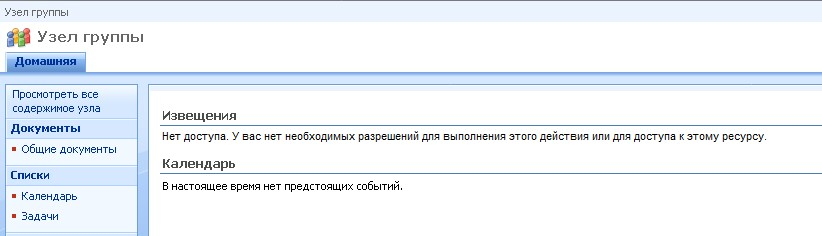 Узел группы
Узел группы
Домашняя
Просмотреть все
содержимое узла
Документы
Общие документы
Списки
Календарь
Задачи
Извещения
Нет доступа. У вас нет необходимых разрешений для выполнения этого действия или для доступа к этому ресурсу.
Календарь
В настоящее время нет предстоящих событий.